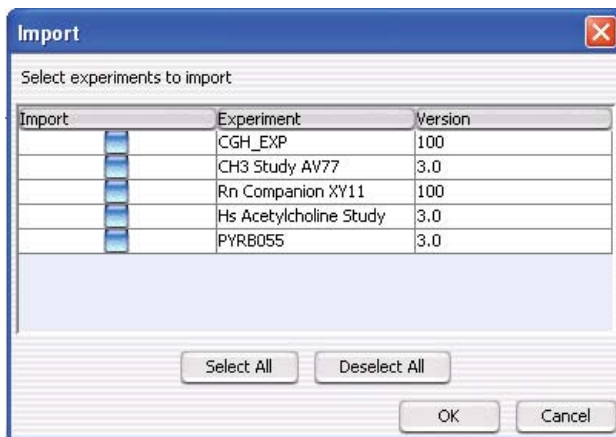 Import
Select experiments to import
Import Experiment Version
CGH_EXP 100
CH3 Study AV77 3.0
Rn Companion XY11 100
Hs Acetylcholine Study 3.0
PYRB055 3.0
Select All Deselect All
OK Cancel